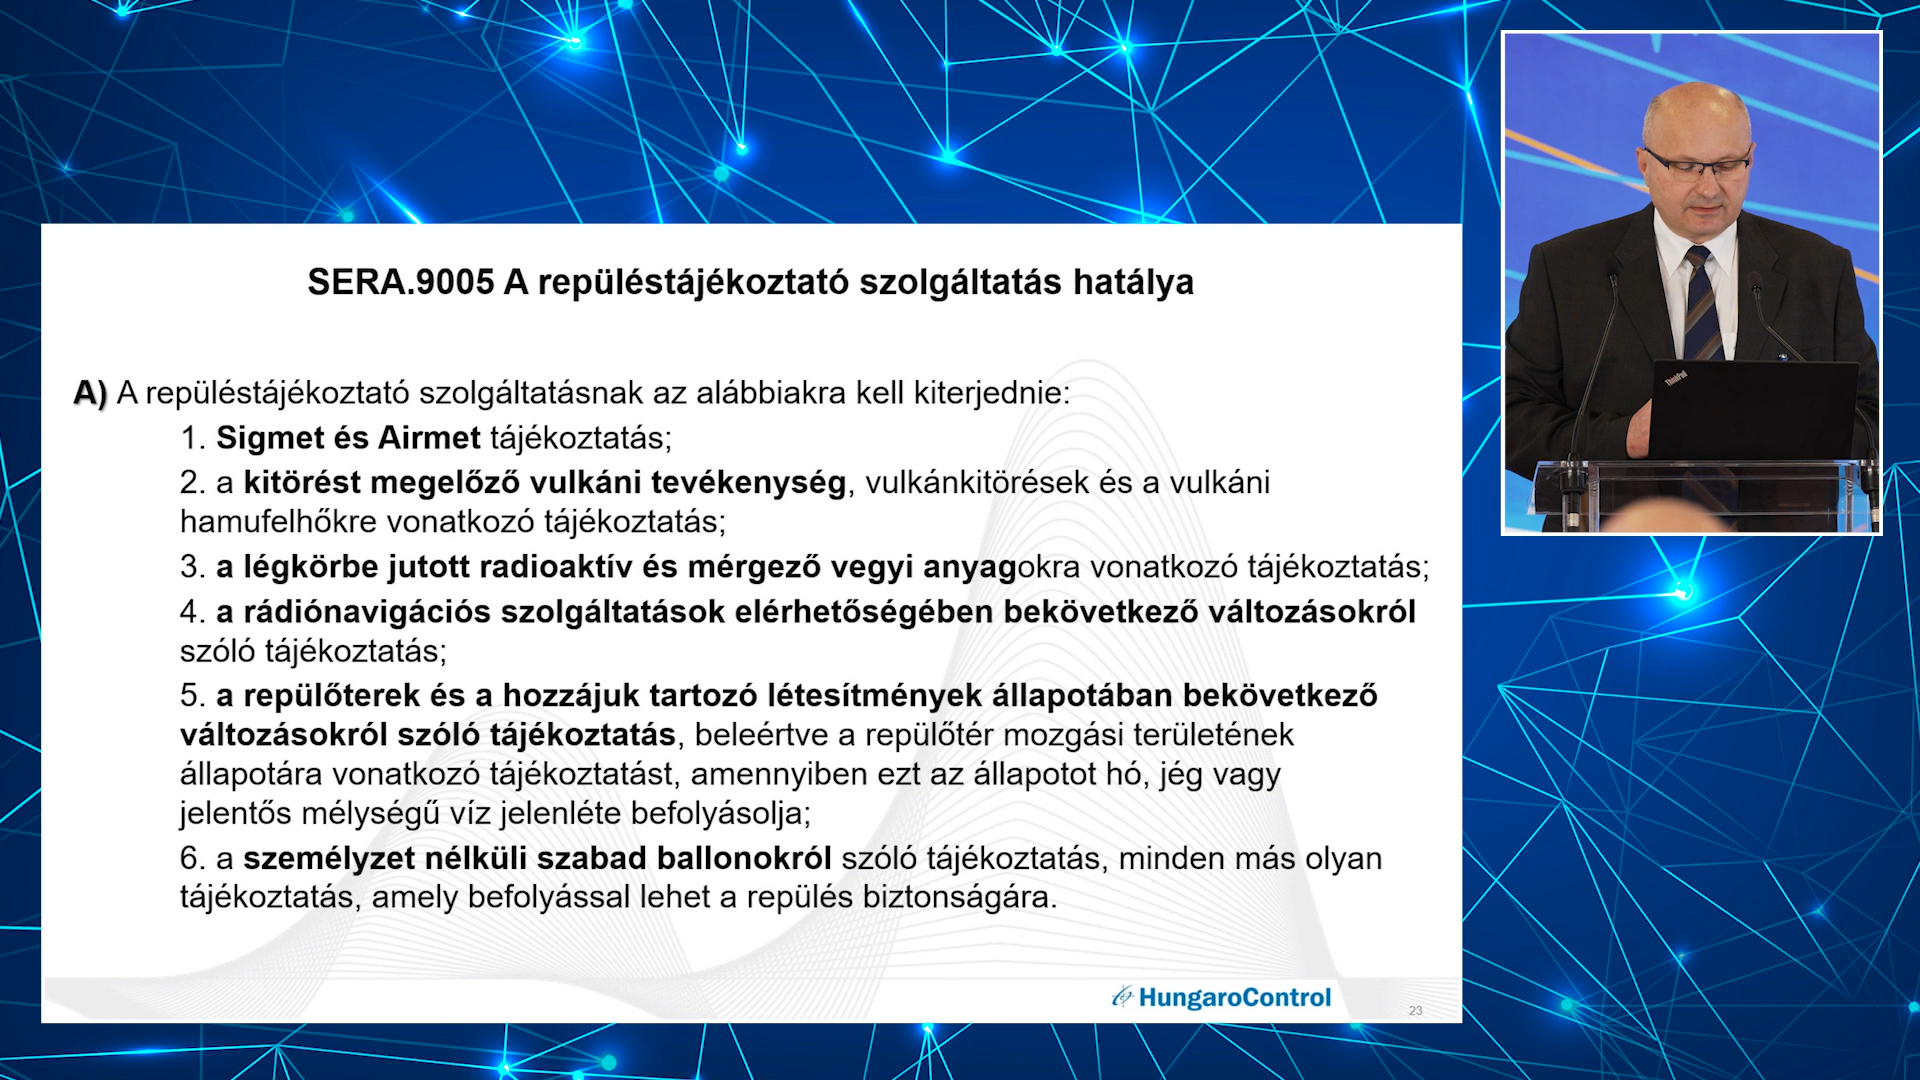 SERA.9005 A repüléstájékoztató szolgáltatás hatálya
A) A repüléstájékoztató szolgáltatásnak az alábbiakra kell kiterjednie:
1. Sigmet és Airmet tájékoztatás;
2. a kitörést megelőző vulkáni tevékenység, vulkánkitörések és a vulkáni
hamufelhőkre vonatkozó tájékoztatás;
3. a légkörbe jutott radioaktív és mérgező vegyi anyagokra vonatkozó tájékoztatás;
4. a rádiónavigációs szolgáltatások elérhetőségében bekövetkező változásokról
szóló tájékoztatás;
5. a repülőterek és a hozzájuk tartozó létesítmények állapotában bekövetkező
változásokról szóló tájékoztatás, beleértve a repülőtér mozgási területének
állapotára vonatkozó tájékoztatást, amennyiben ezt az állapotot hó, jég vagy
jelentős mélységű víz jelenléte befolyásolja;
6. a személyzet nélküli szabad ballonokról szóló tájékoztatás, minden más olyan
tájékoztatás, amely befolyással lehet a repülés biztonságára.
HungaroControl
23
ThinkPad